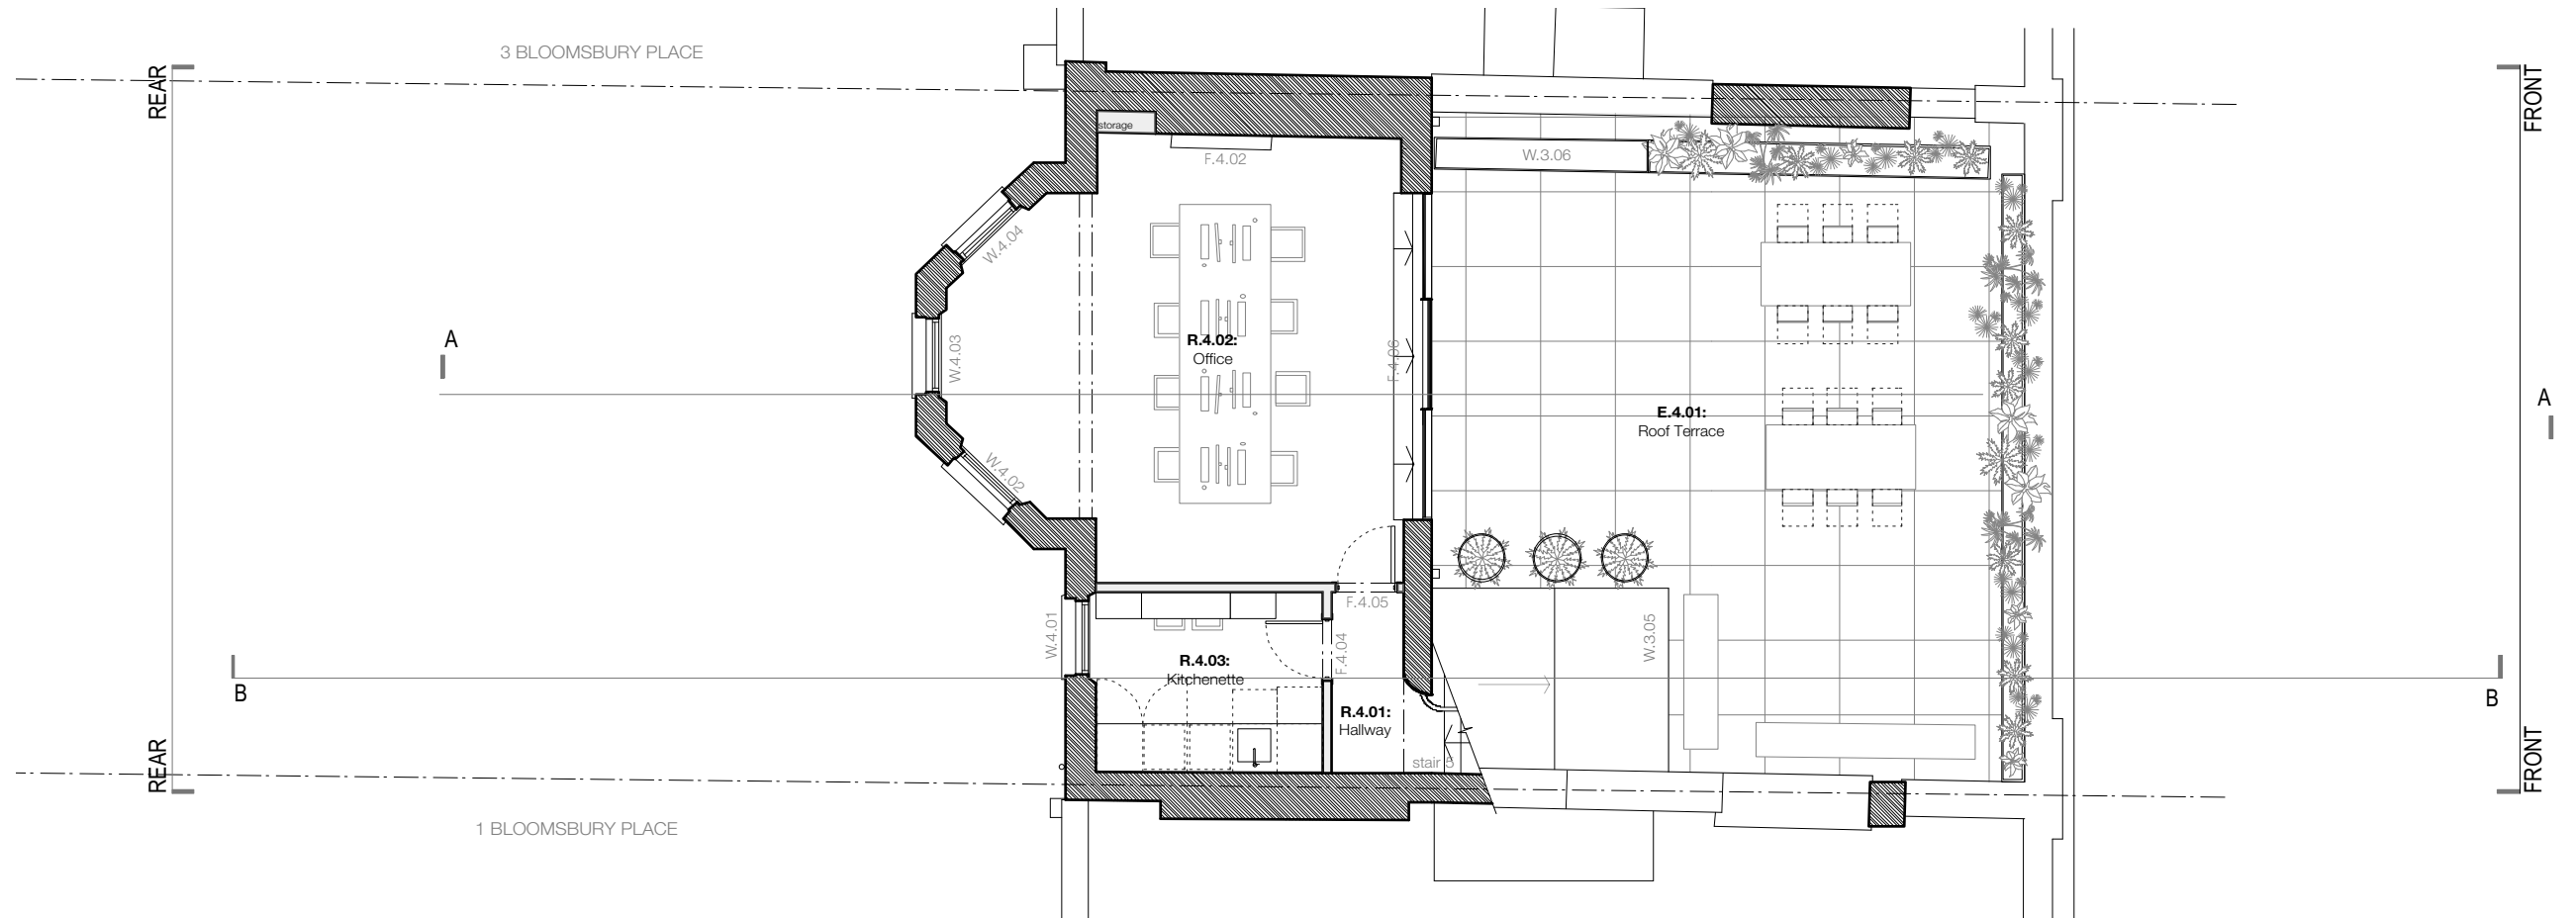 3 BLOOMSBURY PLACE
REAR
FRONT
storage
F.4.02
W.3.06
W.4.04
A
W.4.03
R.4.02:
Office
F.4.06
A
E.4.01:
Roof Terrace
W.4.02
F.4.05
W.4.01
F.4.04
W.3.05
R.4.03:
Kitchenette
B
B
R.4.01:
Hallway
stair 5
REAR
FRONT
1 BLOOMSBURY PLACE